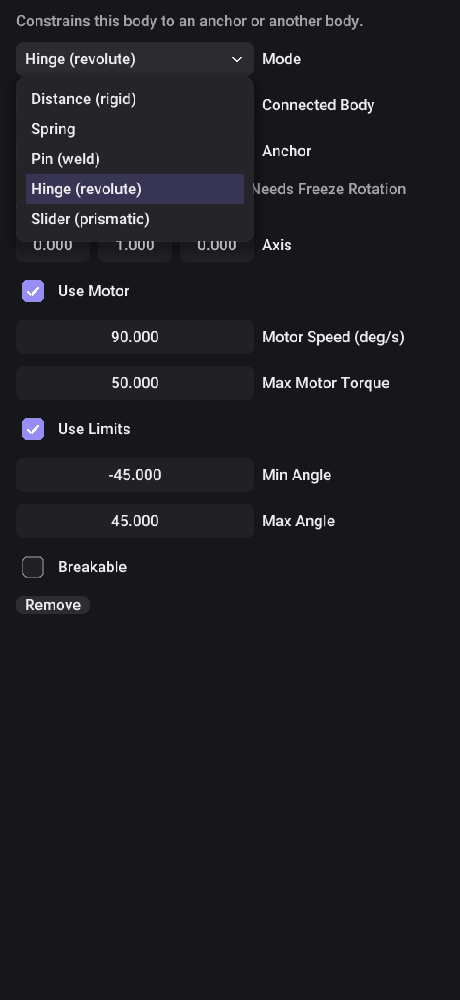 Constrains this body to an anchor or another body.
Hinge (revolute) Mode
Distance (rigid)
Connected Body
Spring
Anchor
Pin (weld)
Hinge (revolute) Needs Freeze Rotation
Slider (prismatic)
0.000 1.000 0.000 Axis
Use Motor
90.000 Motor Speed (deg/s)
50.000 Max Motor Torque
Use Limits
-45.000 Min Angle
45.000 Max Angle
Breakable
Remove